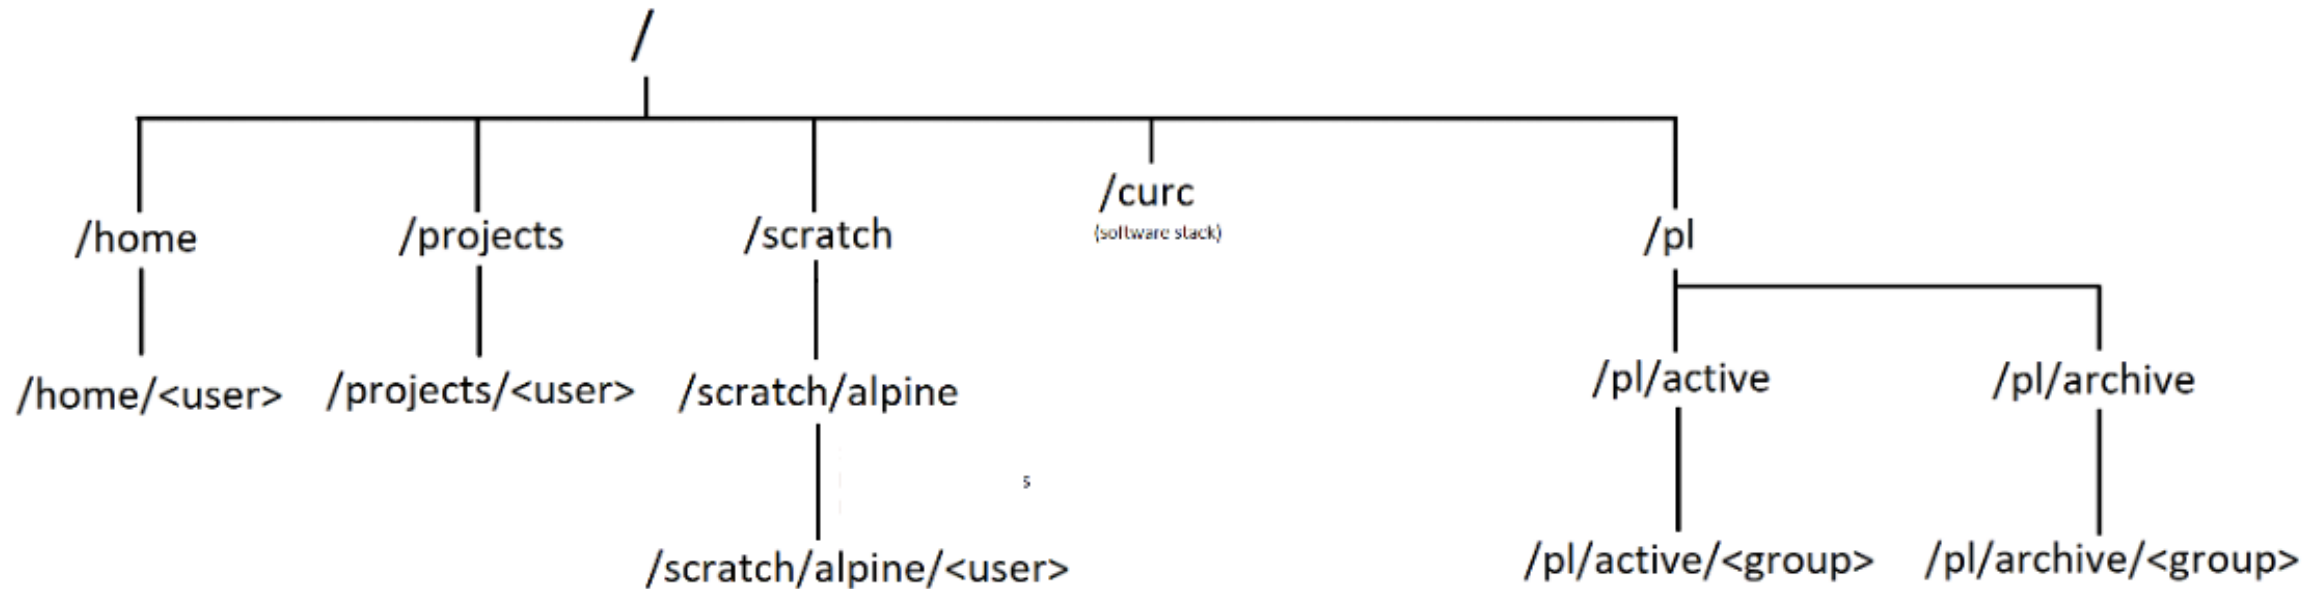 /
/home
/projects
/scratch
/curc
(software stack)
/pl
/home/<user>
/projects/<user>
/scratch/alpine
/pl/active
/pl/archive
s
/scratch/alpine/<user>
/pl/active/<group>
/pl/archive/<group>